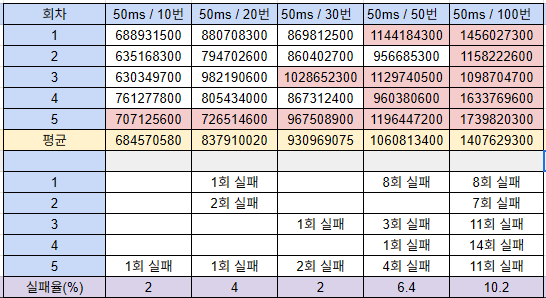 회차 50ms / 10번 50ms / 20번 50ms / 30번 50ms / 50번 50ms / 100번
1 688931500 880708300 869812500 1144184300 1456027300
2 635168300 794702600 860402700 956685300 1158222600
3 630349700 982190600 1028652300 1129740500 1098704700
4 761277800 805434000 867312400 960380600 1633769600
5 707125600 726514600 967508900 1196447200 1739820300
평균 684570580 837910020 930969075 1060813400 1407629300
1 1회 실패 8회 실패 8회 실패
2 2회 실패 7회 실패
3 1회 실패 3회 실패 11회 실패
4 1회 실패 14회 실패
5 1회 실패 1회 실패 2회 실패 4회 실패 11회 실패
실패율(%) 2 4 2 6.4 10.2